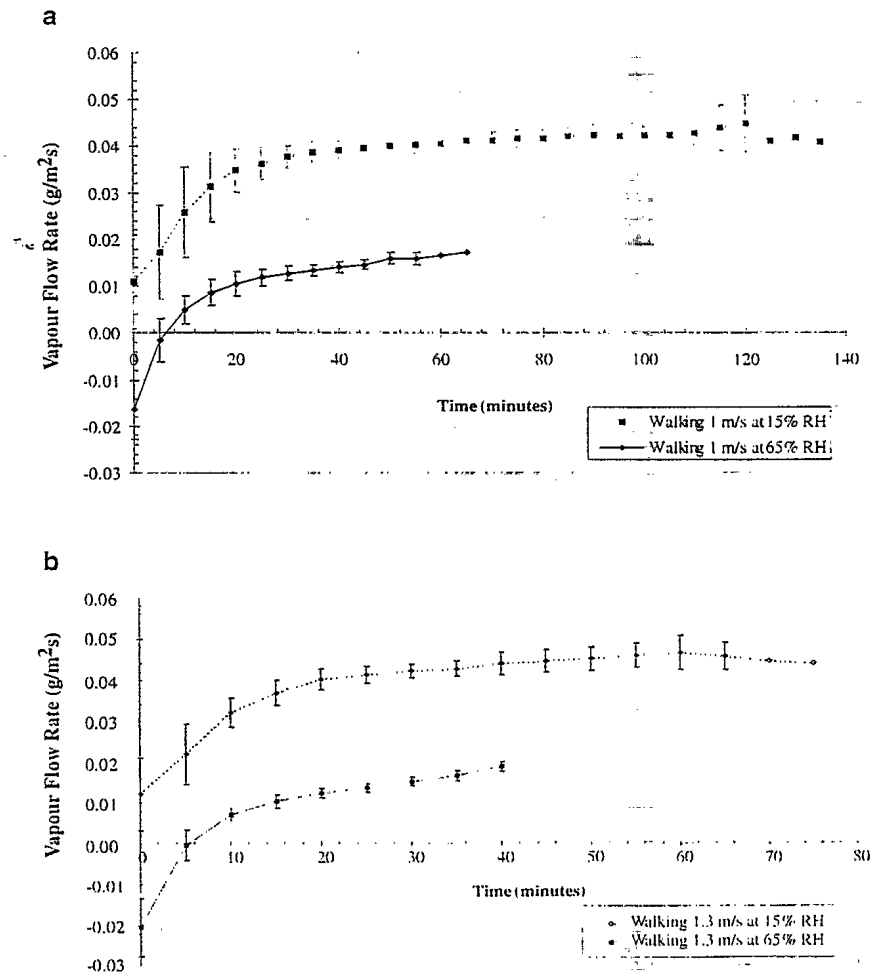 a
Vapour Flow Rate (g/m²s)
0.06
0.05
0.04
0.03
0.02
0.01
0.00
-0.01
-0.02
-0.03
0 20 40 60 80 100 120 140
Time (minutes)
Walking 1 m/s at 15% RH
Walking 1 m/s at 65% RH
b
Vapour Flow Rate (g/m²s)
0.06
0.05
0.04
0.03
0.02
0.01
0.00
-0.01
-0.02
-0.03
0 10 20 30 40 50 60 70 80
Time (minutes)
Walking 1.3 m/s at 15% RH
Walking 1.3 m/s at 65% RH